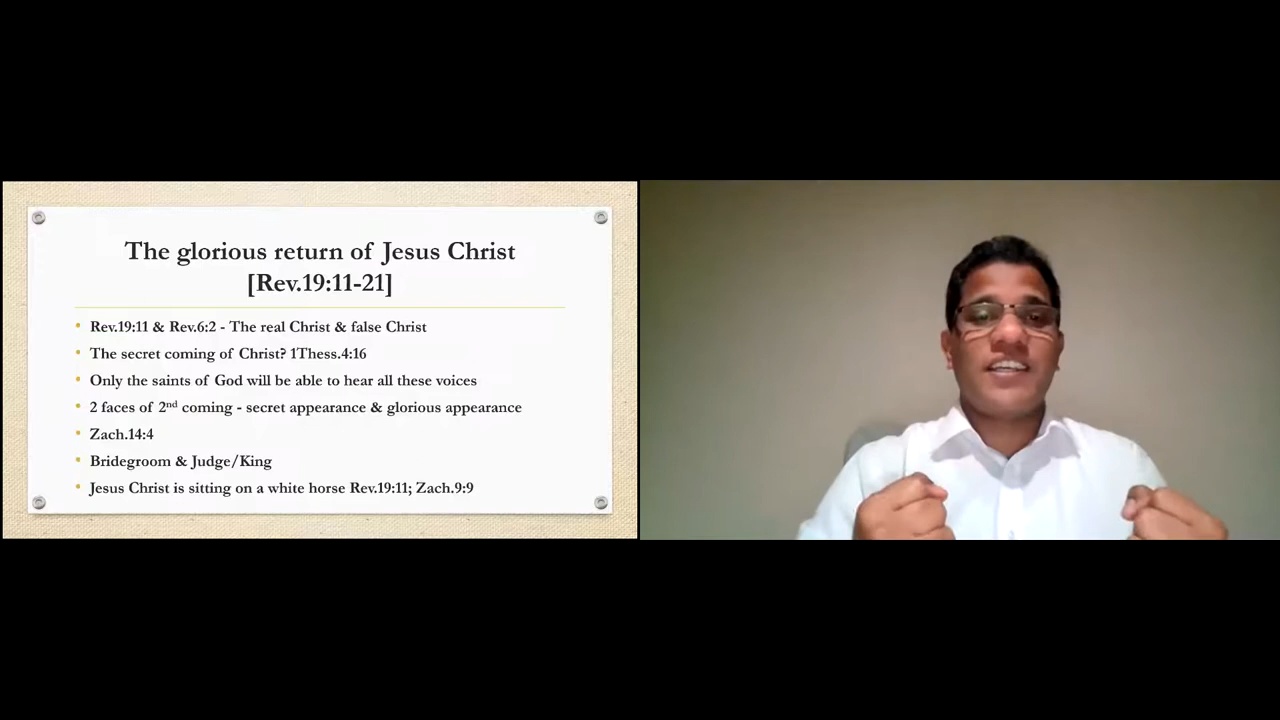 The glorious return of Jesus Christ
[Rev.19:11-21]
Rev.19:11 & Rev.6:2 - The real Christ & false Christ
The secret coming of Christ? 1Thess.4:16
Only the saints of God will be able to hear all these voices
2 faces of 2nd coming - secret appearance & glorious appearance
Zach.14:4
Bridegroom & Judge/King
Jesus Christ is sitting on a white horse Rev.19:11; Zach.9:9